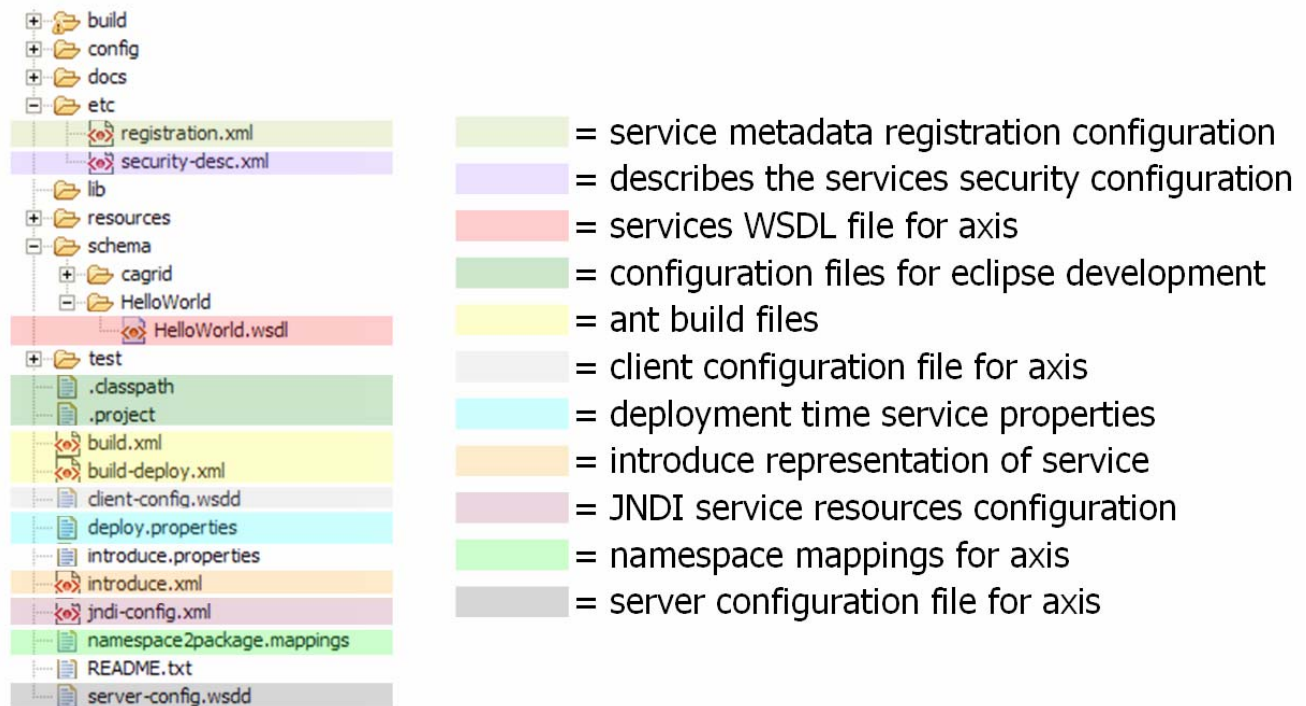 build
config
docs
etc
registration.xml
security-desc.xml
lib
resources
schema
cagrid
HelloWorld
HelloWorld.wsdl
test
.classpath
.project
build.xml
build-deploy.xml
client-config.wsdd
deploy.properties
introduce.properties
introduce.xml
jndi-config.xml
namespace2package.mappings
README.txt
server-config.wsdd
= service metadata registration configuration
= describes the services security configuration
= services WSDL file for axis
= configuration files for eclipse development
= ant build files
= client configuration file for axis
= deployment time service properties
= introduce representation of service
= JNDI service resources configuration
= namespace mappings for axis
= server configuration file for axis